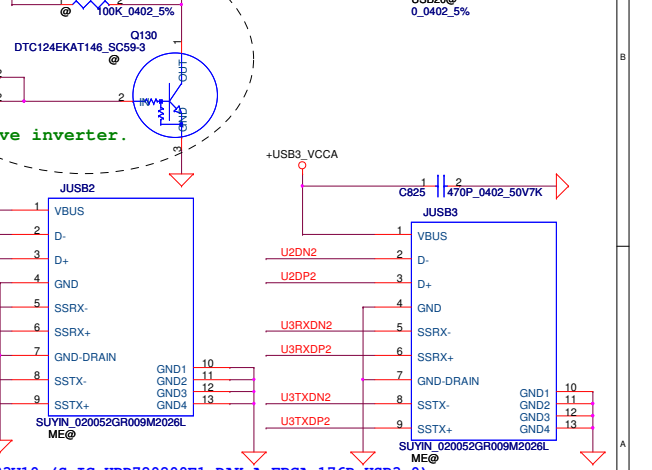 @
100K_0402_5%
2
USB20@
0_0402_5%
1
Q130
DTC124EKAT146_SC59-3
@
OUT
B
2
IN
GND
ve inverter.
3
+USB3_VCCA
1
2
C825
470P_0402_50V7K
JUSB2
JUSB3
1 VBUS
2 D-
3 D+
4 GND
5 SSRX-
6 SSRX+
7 GND-DRAIN
8 SSTX-
9 SSTX+
GND1 10
GND2 11
GND3 12
GND4 13
SUYIN_020052GR009M2026L
ME@
1 VBUS
U2DN2 2 D-
U2DP2 3 D+
4 GND
U3RXDN2 5 SSRX-
U3RXDP2 6 SSRX+
7 GND-DRAIN
U3TXDN2 8 SSTX-
U3TXDP2 9 SSTX+
GND1 10
GND2 11
GND3 12
GND4 13
SUYIN_020052GR009M2026L
ME@
A